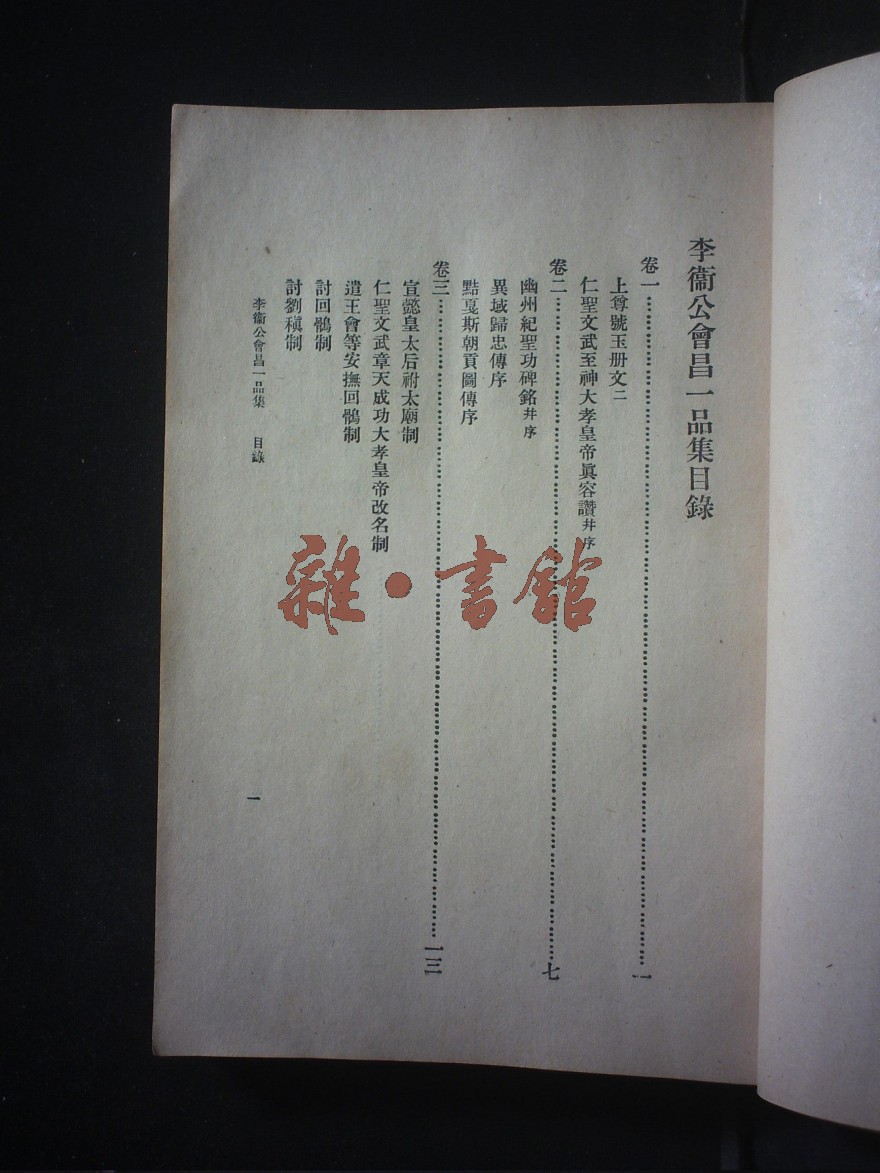 李衞公會昌一品集目錄
卷一……一
上尊號玉册文二
仁聖文武至神大孝皇帝眞容讚幷序
卷二……七
幽州紀聖功碑銘幷序
異域歸忠傳序
黠戛斯朝貢圖傳序
卷三……一三
宣懿皇太后祔太廟制
仁聖文武章天成功大孝皇帝改名制
遣王會等安撫回鶻制
討回鶻制
討劉稹制
李衞公會昌一品集 目錄
一
雜·書館